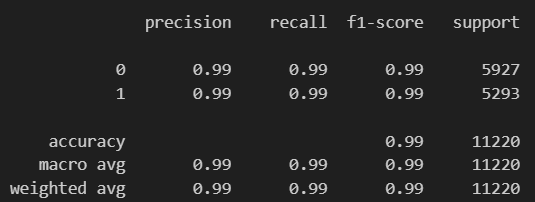 precision recall f1-score support
0 0.99 0.99 0.99 5927
1 0.99 0.99 0.99 5293
accuracy 0.99 11220
macro avg 0.99 0.99 0.99 11220
weighted avg 0.99 0.99 0.99 11220